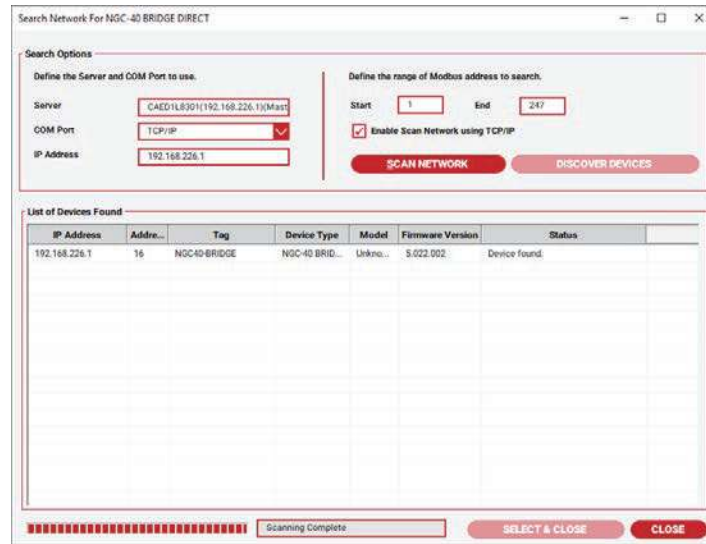 Search Network For NGC-40 BRIDGE DIRECT
Search Options
Define the Server and COM Port to use.
Define the range of Modbus address to search.
Server CAED1L8301(192.168.226.1)(Mast
Start 1 End 247
COM Port TCP/IP
Enable Scan Network using TCP/IP
IP Address 192.168.226.1
SCAN NETWORK DISCOVER DEVICES
List of Devices Found
IP Address Addre... Tag Device Type Model Firmware Version Status
192.168.226.1 16 NGC40-BRIDGE NGC-40 BRID... Unkno... 5.022.002 Device found.
Scanning Complete SELECT & CLOSE CLOSE